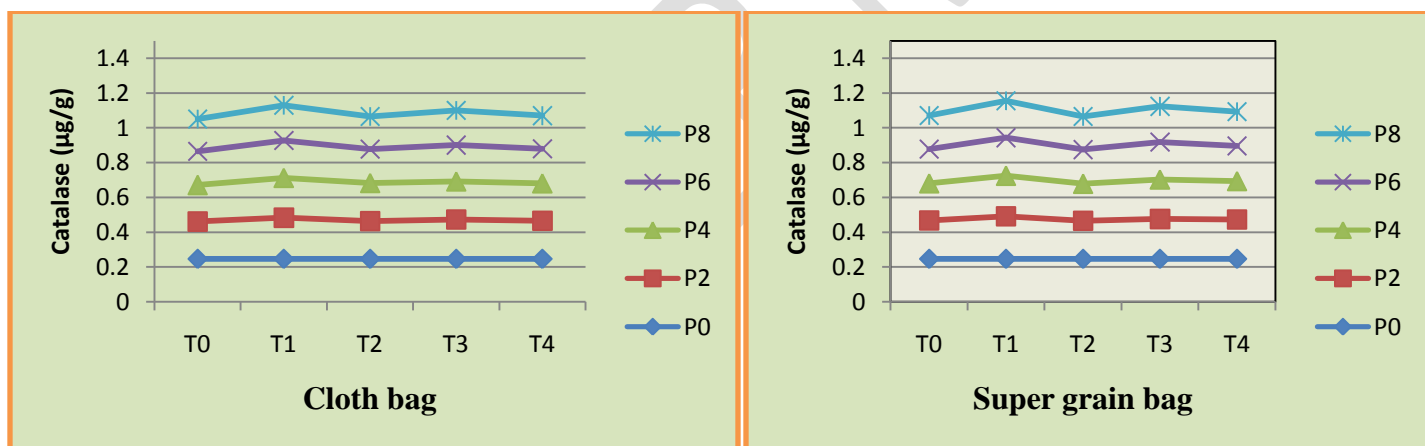 Catalase (µg/g)
1.4
1.2
1
0.8
0.6
0.4
0.2
0
T0 T1 T2 T3 T4
P8
P6
P4
P2
P0
Cloth bag
Catalase (µg/g)
1.4
1.2
1
0.8
0.6
0.4
0.2
0
T0 T1 T2 T3 T4
P8
P6
P4
P2
P0
Super grain bag